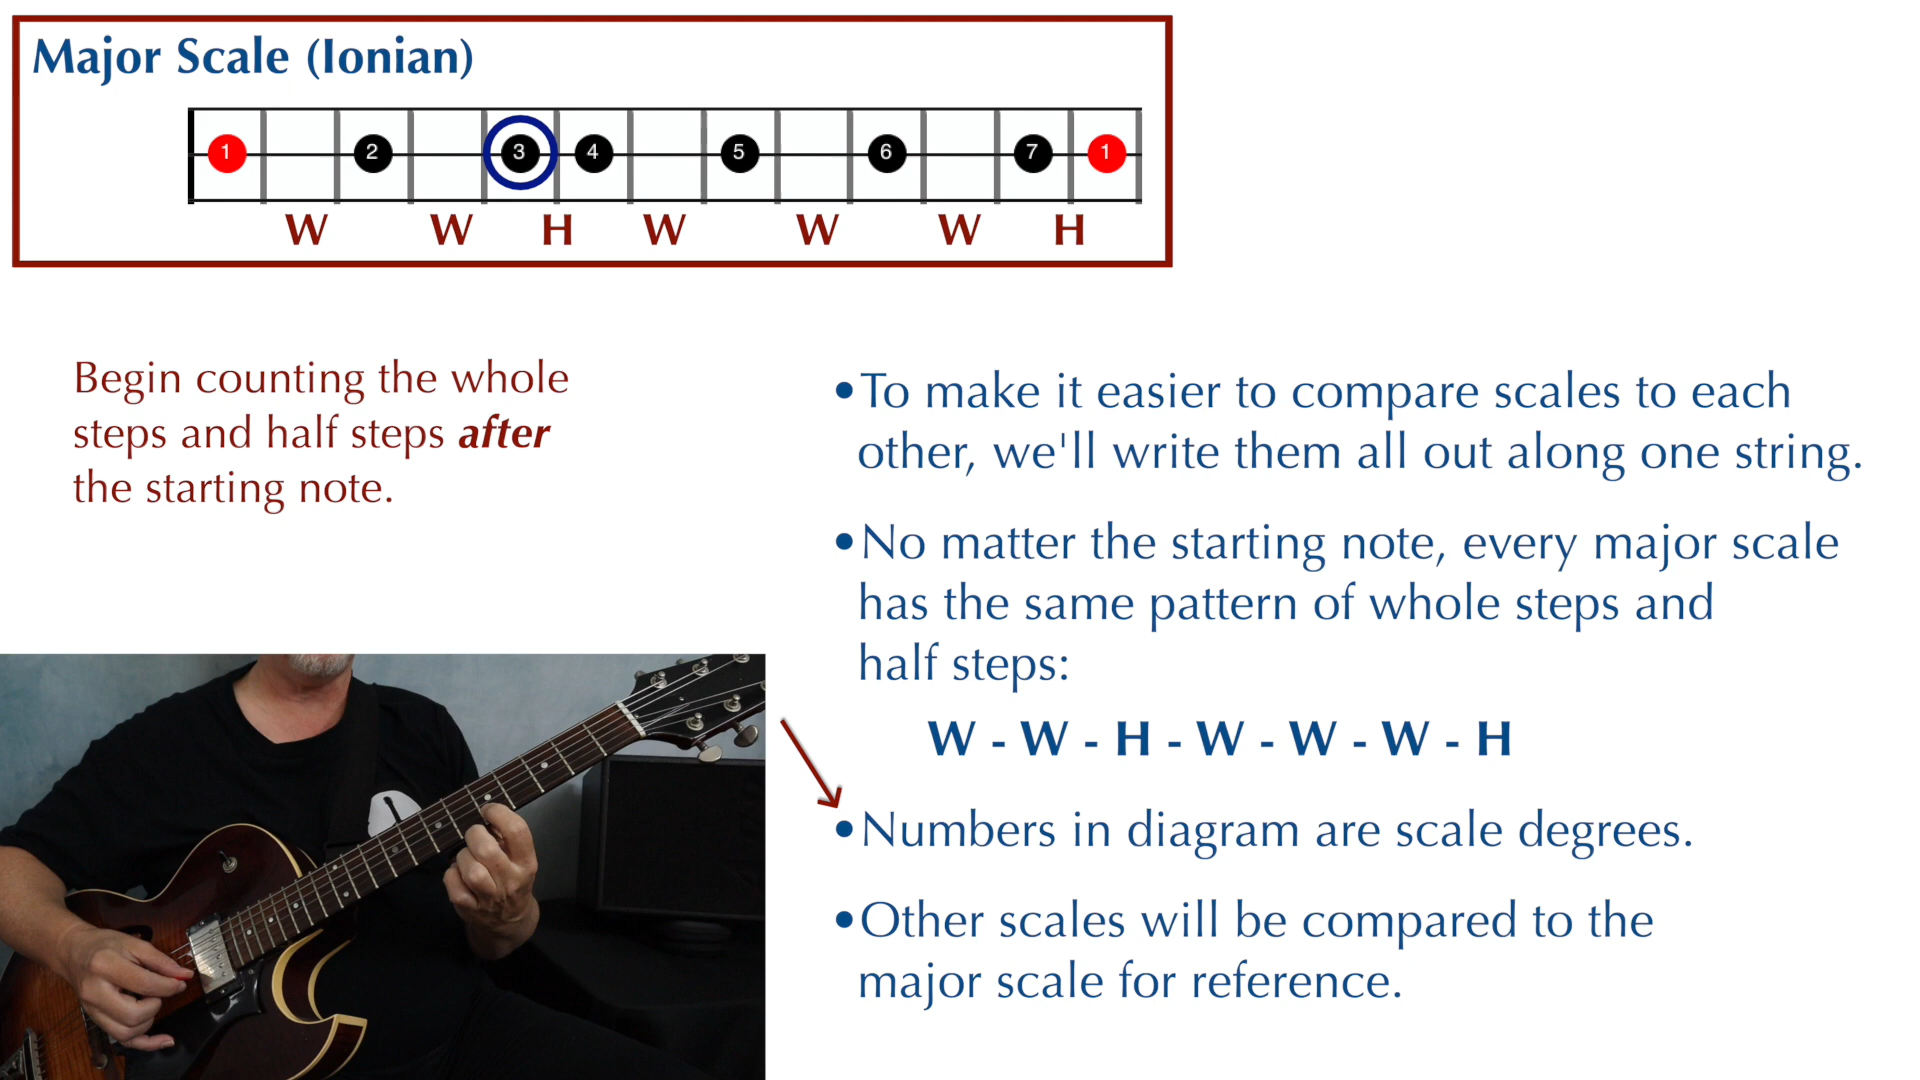 Major Scale (Ionian)
1 2 3 4 5 6 7 1
W W H W W W H
Begin counting the whole
steps and half steps after
the starting note.
•To make it easier to compare scales to each
other, we'll write them all out along one string.
•No matter the starting note, every major scale
has the same pattern of whole steps and
half steps:
W - W - H - W - W - W - H
•Numbers in diagram are scale degrees.
•Other scales will be compared to the
major scale for reference.